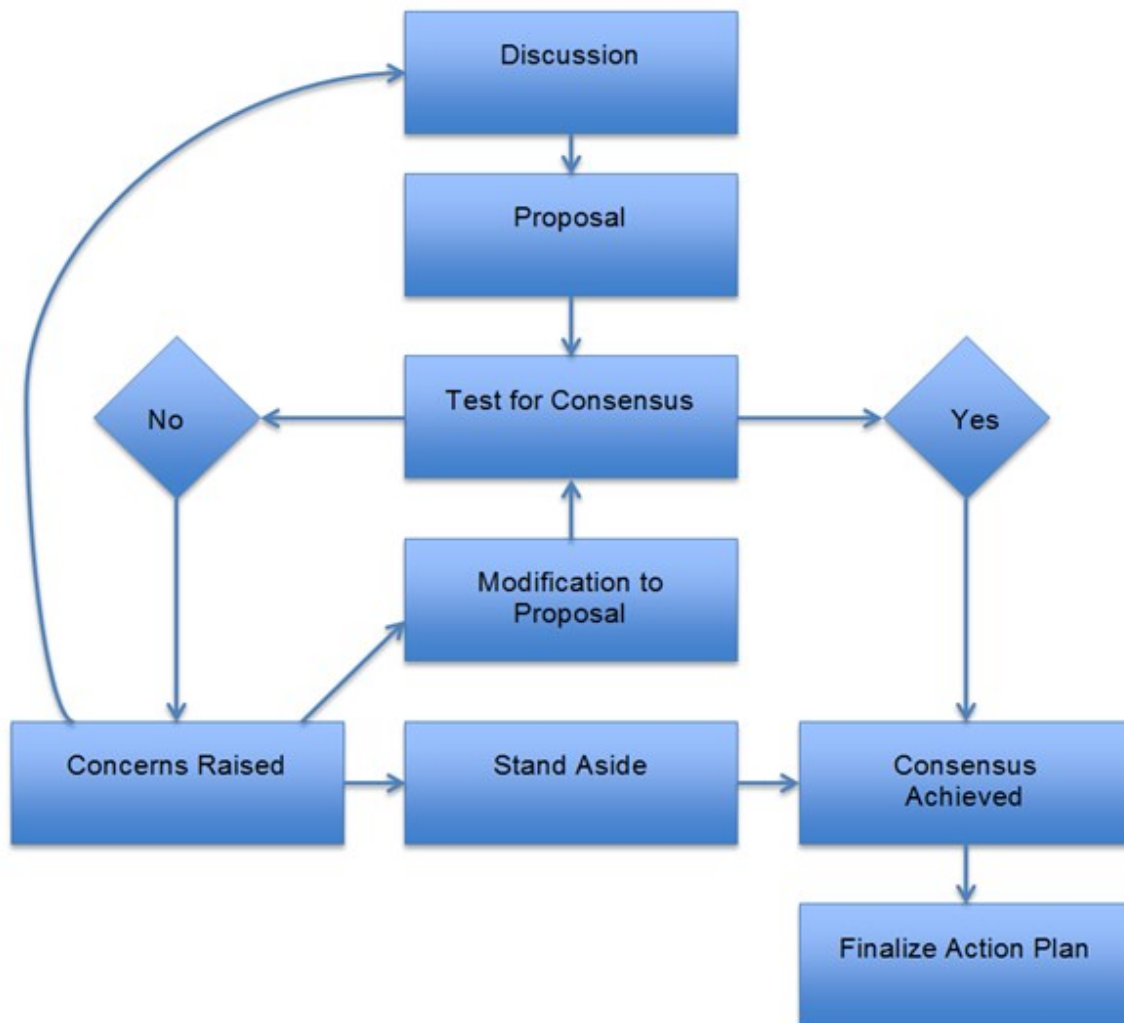 Discussion
Proposal
No
Test for Consensus
Yes
Modification to
Proposal
Concerns Raised
Stand Aside
Consensus
Achieved
Finalize Action Plan